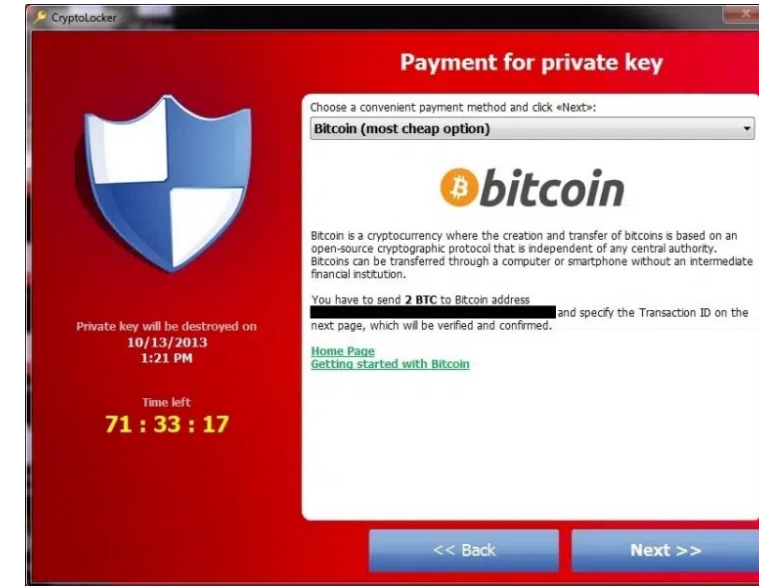 CryptoLocker
Payment for private key
Choose a convenient payment method and click «Next»:
Bitcoin (most cheap option)
bitcoin
Bitcoin is a cryptocurrency where the creation and transfer of bitcoins is based on an
open-source cryptographic protocol that is independent of any central authority.
Bitcoins can be transferred through a computer or smartphone without an intermediate
financial institution.
You have to send 2 BTC to Bitcoin address
and specify the Transaction ID on the
next page, which will be verified and confirmed.
Home Page
Getting started with Bitcoin
Private key will be destroyed on
10/13/2013
1:21 PM
Time left
71 : 33 : 17
<< Back
Next >>